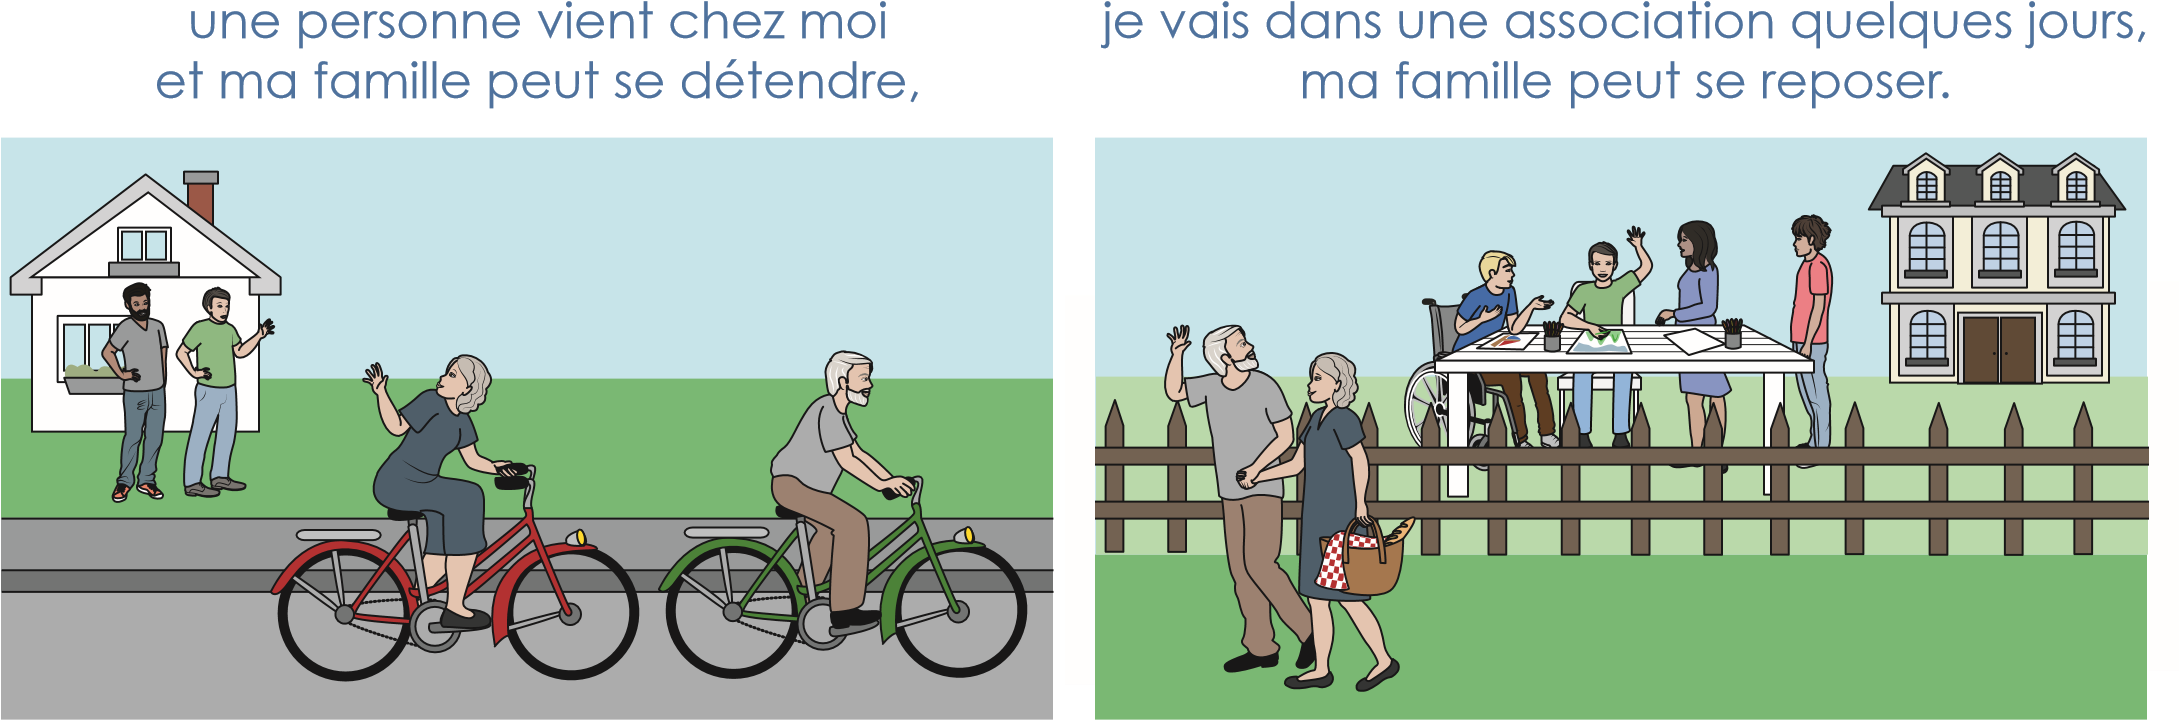 une personne vient chez moi
et ma famille peut se détendre,
je vais dans une association quelques jours,
ma famille peut se reposer.